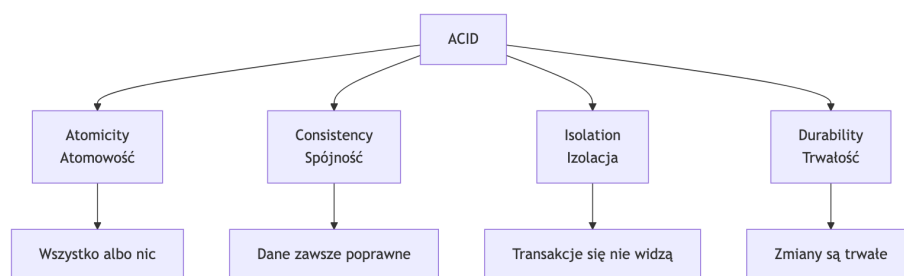 ACID
Atomicity
Atomowość
Consistency
Spójność
Isolation
Izolacja
Durability
Trwałość
Wszystko albo nic
Dane zawsze poprawne
Transakcje się nie widzą
Zmiany są trwałe